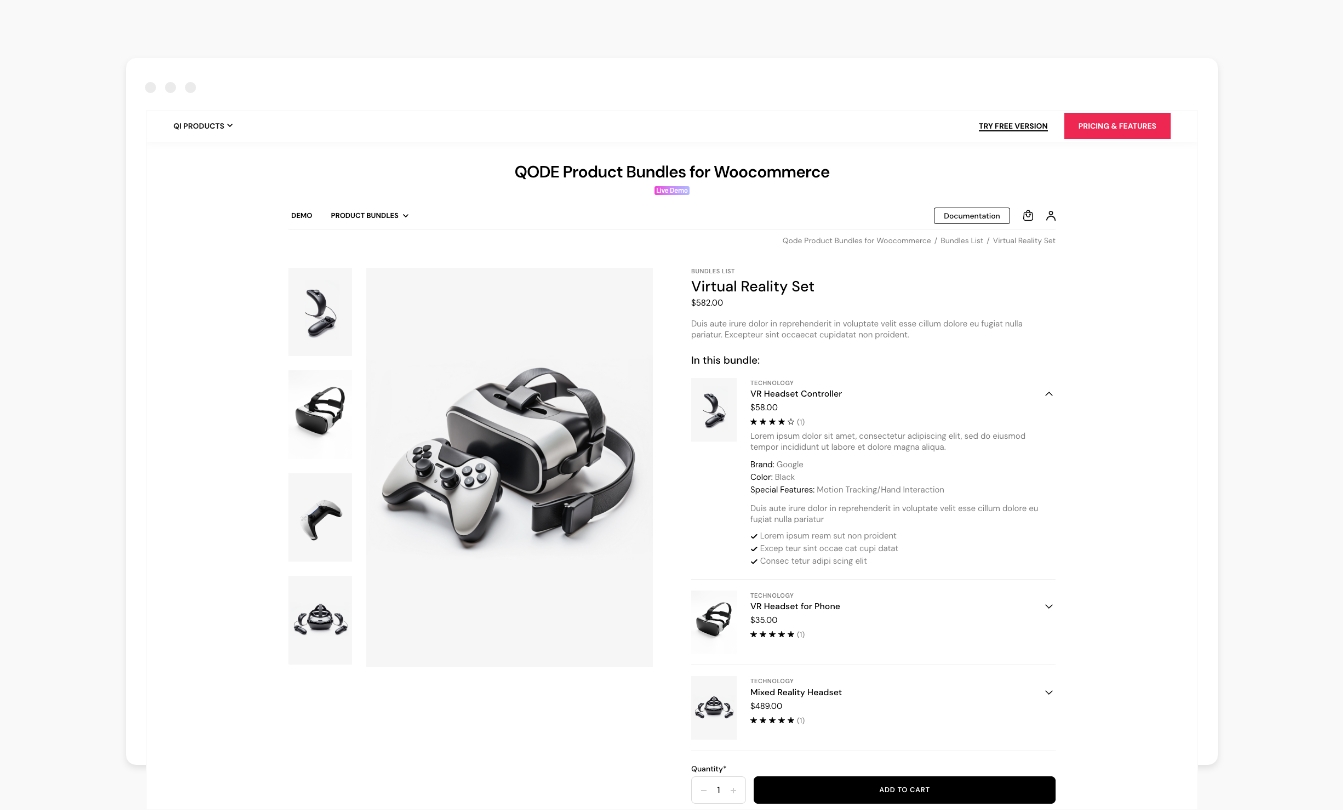 QI PRODUCTS
TRY FREE VERSION
PRICING & FEATURES
QODE Product Bundles for Woocommerce
Live Demo
DEMO
PRODUCT BUNDLES
Documentation
Qode Product Bundles for Woocommerce / Bundles List / Virtual Reality Set
BUNDLES LIST
Virtual Reality Set
$582.00
Duis aute irure dolor in reprehenderit in voluptate velit esse cillum dolore eu fugiat nulla
pariatur. Excepteur sint occaecat cupidatat non proident.
In this bundle:
TECHNOLOGY
VR Headset Controller
$58.00
(1)
Lorem ipsum dolor sit amet, consectetur adipiscing elit, sed do eiusmod
tempor incididunt ut labore et dolore magna aliqua.
Brand: Google
Color: Black
Special Features: Motion Tracking/Hand Interaction
Duis aute irure dolor in reprehenderit in voluptate velit esse cillum dolore eu
fugiat nulla pariatur
Lorem ipsum ream sut non proident
Excep teur sint occae cat cupi datat
Consec tetur adipi scing elit
TECHNOLOGY
VR Headset for Phone
$35.00
(1)
TECHNOLOGY
Mixed Reality Headset
$489.00
(1)
Quantity*
− 1 +
ADD TO CART